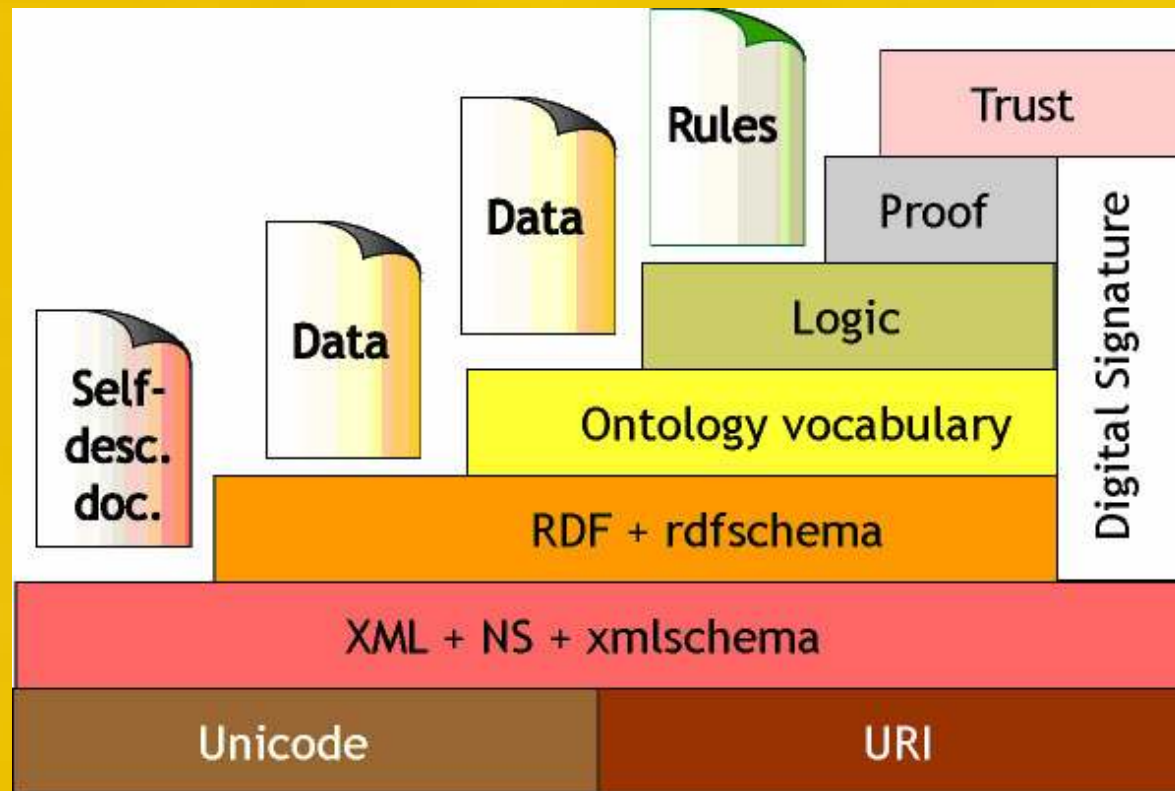 Trust
Rules
Proof
Data
Logic
Data
Digital Signature
Self-
desc.
doc.
Ontology vocabulary
RDF + rdfschema
XML + NS + xmlschema
Unicode
URI